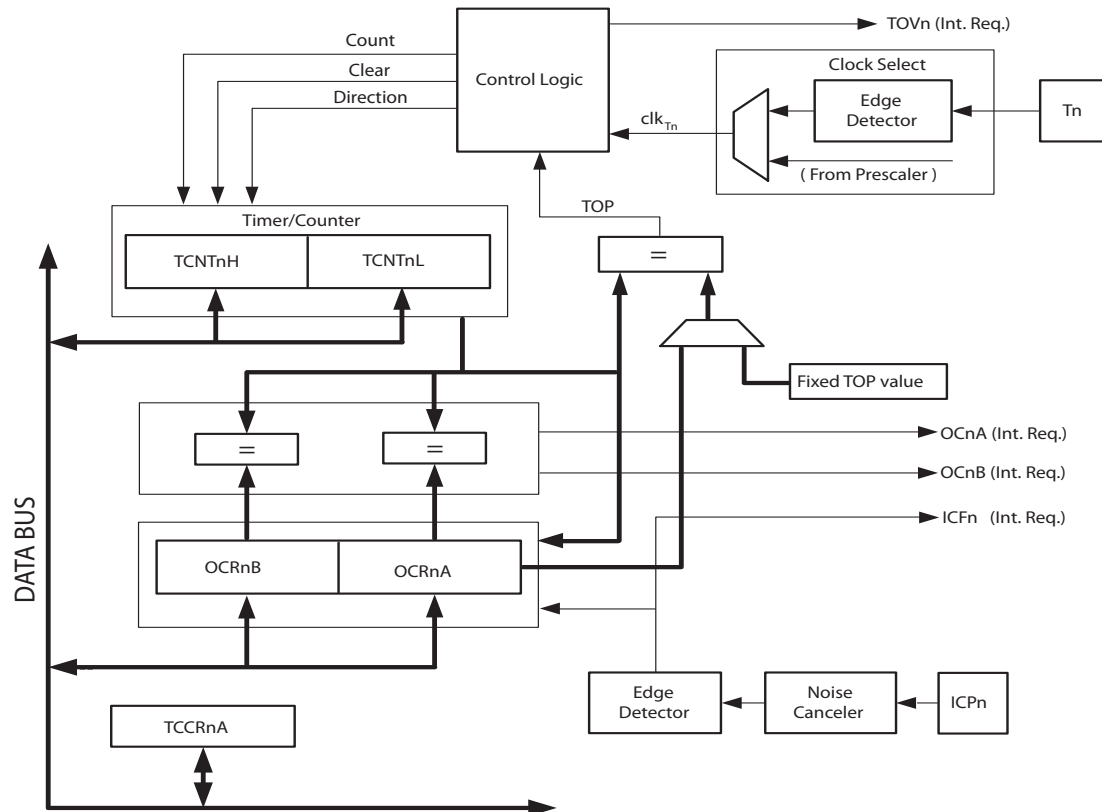 TOVn (Int. Req.)
Count
Clear
Direction
Control Logic
Clock Select
Edge
Detector
Tn
clkTn
( From Prescaler )
TOP
Timer/Counter
TCNTnH
TCNTnL
=
Fixed TOP value
=
=
OCnA (Int. Req.)
OCnB (Int. Req.)
ICFn (Int. Req.)
OCRnB
OCRnA
DATA BUS
Edge
Detector
Noise
Canceler
ICPn
TCCRnA